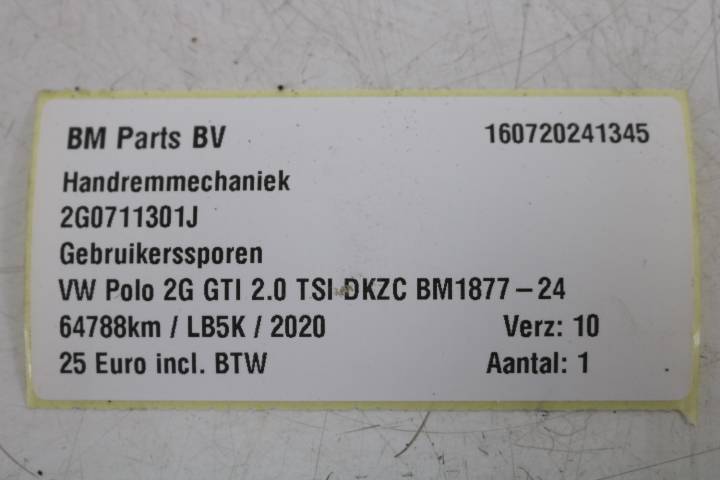 BM Parts BV 160720241345
Handremmechaniek
2G0711301J
Gebruikerssporen
VW Polo 2G GTI 2.0 TSI DKZC BM1877-24
64788km / LB5K / 2020 Verz: 10
25 Euro incl. BTW Aantal: 1